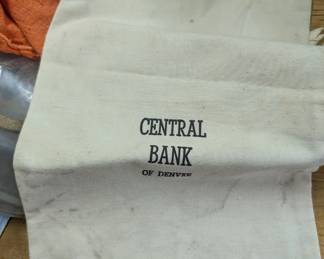 CENTRAL
BANK
OF DENVER